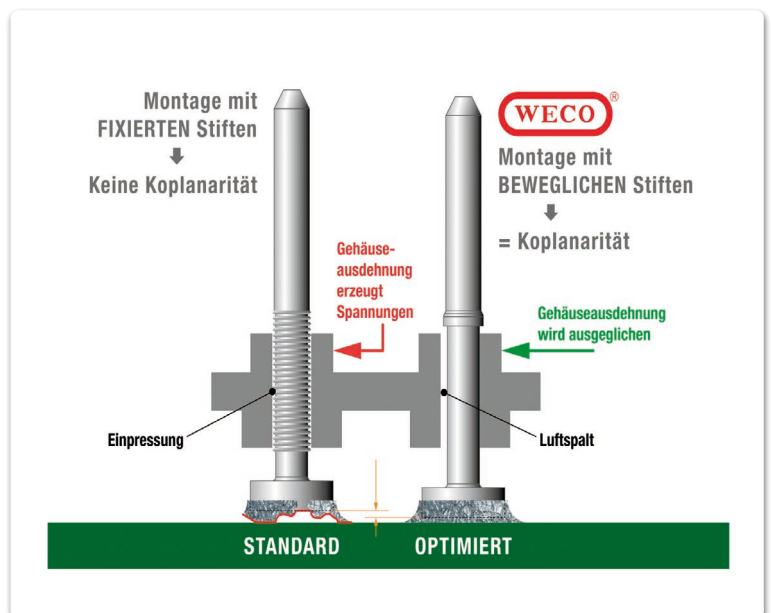 Montage mit
FIXIERTEN Stiften
Keine Koplanarität
WECO®
Montage mit
BEWEGLICHEN Stiften
= Koplanarität
Gehäuse-
ausdehnung
erzeugt
Spannungen
Gehäuseausdehnung
wird ausgeglichen
Einpressung
Luftspalt
STANDARD
OPTIMIERT